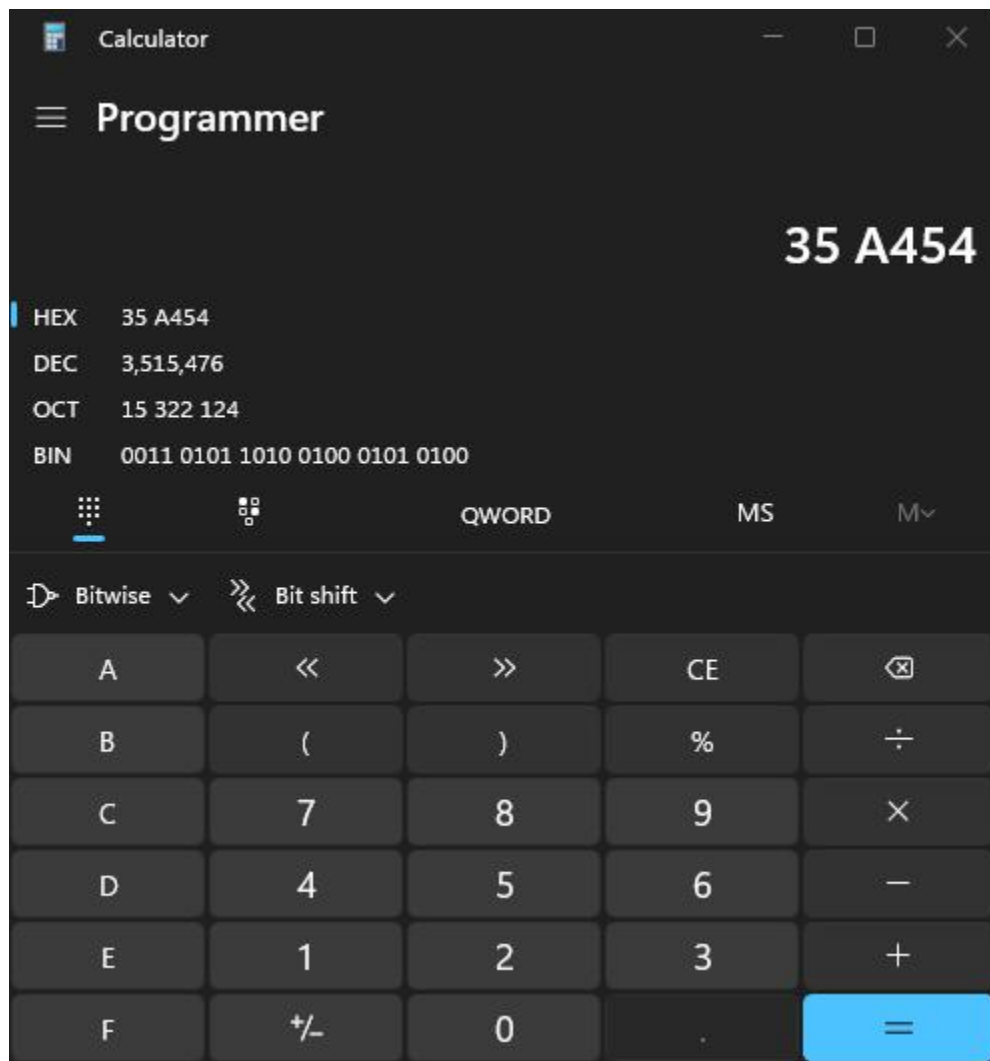 Calculator
Programmer
35 A454
HEX 35 A454
DEC 3,515,476
OCT 15 322 124
BIN 0011 0101 1010 0100 0101 0100
QWORD MS M
Bitwise Bit shift
A « » CE
B ( ) % ÷
C 7 8 9 ×
D 4 5 6 −
E 1 2 3 +
F +/− 0 . =